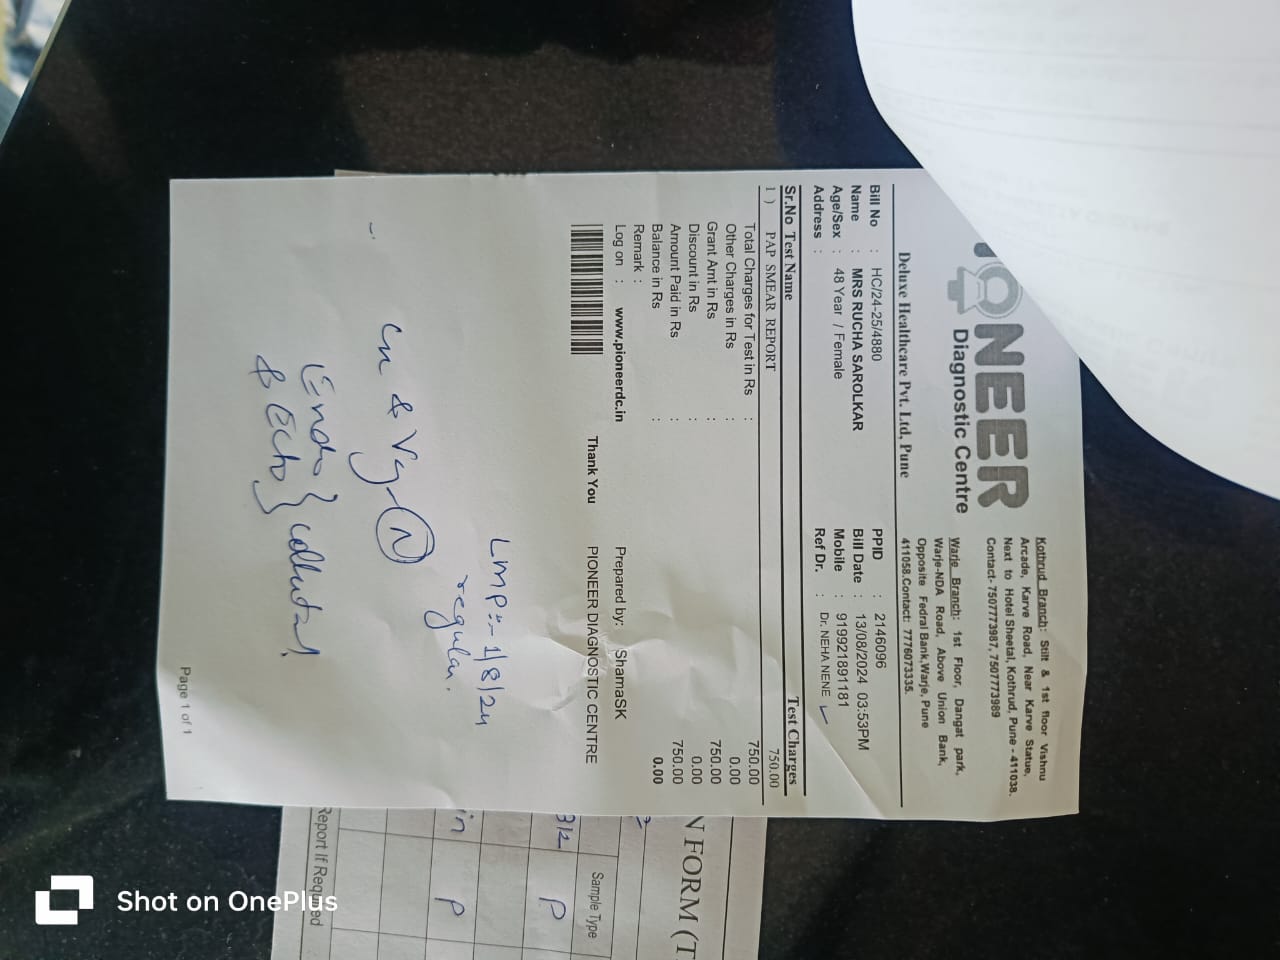 NEER
Diagnostic Centre
Kothrud Branch: Stilt & 1st floor Vishnu
Arcade, Karve Road, Near Karve Statue,
Next to Hotel Sheetal, Kothrud, Pune - 411038.
Contact- 7507773987, 7507773989
Warje Branch: 1st Floor, Dangat park,
Warje-NDA Road, Above Union Bank,
Opposite Fedral Bank,Warje, Pune
411058.Contact: 7776073335.
Deluxe Healthcare Pvt. Ltd, Pune
Bill No : HC/24-25/4880 PPID : 2146096
Name : MRS RUCHA SAROLKAR Bill Date : 13/08/2024 03:53PM
Age/Sex : 48 Year / Female Mobile : 919921891181
Address : Ref Dr. : Dr. NEHA NENE
Sr.No Test Name Test Charges
1 ) PAP SMEAR REPORT 750.00
Total Charges for Test in Rs : 750.00
Other Charges in Rs : 0.00
Grant Amt in Rs : 750.00
Discount in Rs : 0.00
Amount Paid in Rs : 750.00
Balance in Rs : 0.00
Remark :
Log on : www.pioneerdc.in Prepared by: ShamaSK
Thank You PIONEER DIAGNOSTIC CENTRE
LMP:- 1/8/24
regular.
cx & Vg N
Endo
& Ecto } collected.
Page 1 of 1
N FORM (T
Sample Type
P
in P
Report If Required
Shot on OnePlus